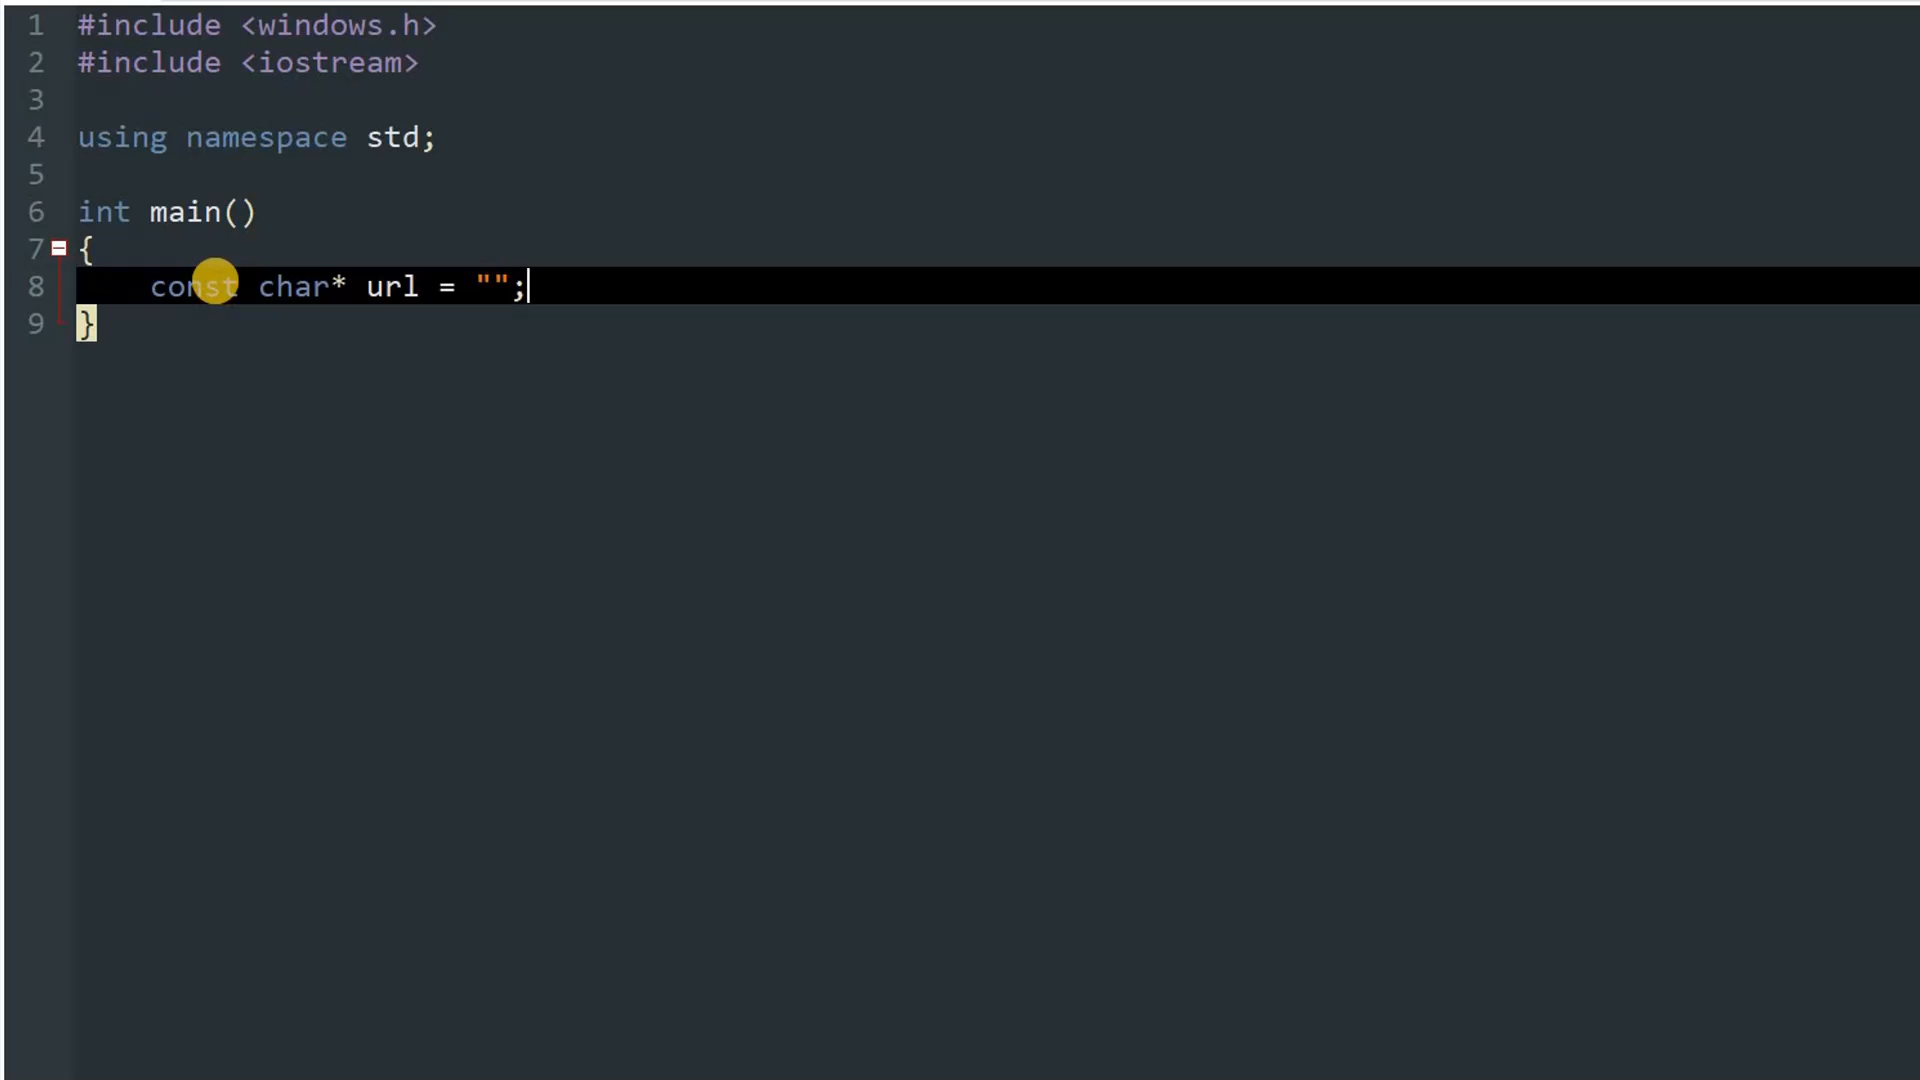 1 #include <windows.h>
2 #include <iostream>
3
4 using namespace std;
5
6 int main()
7 {
8     const char* url = "";
9 }